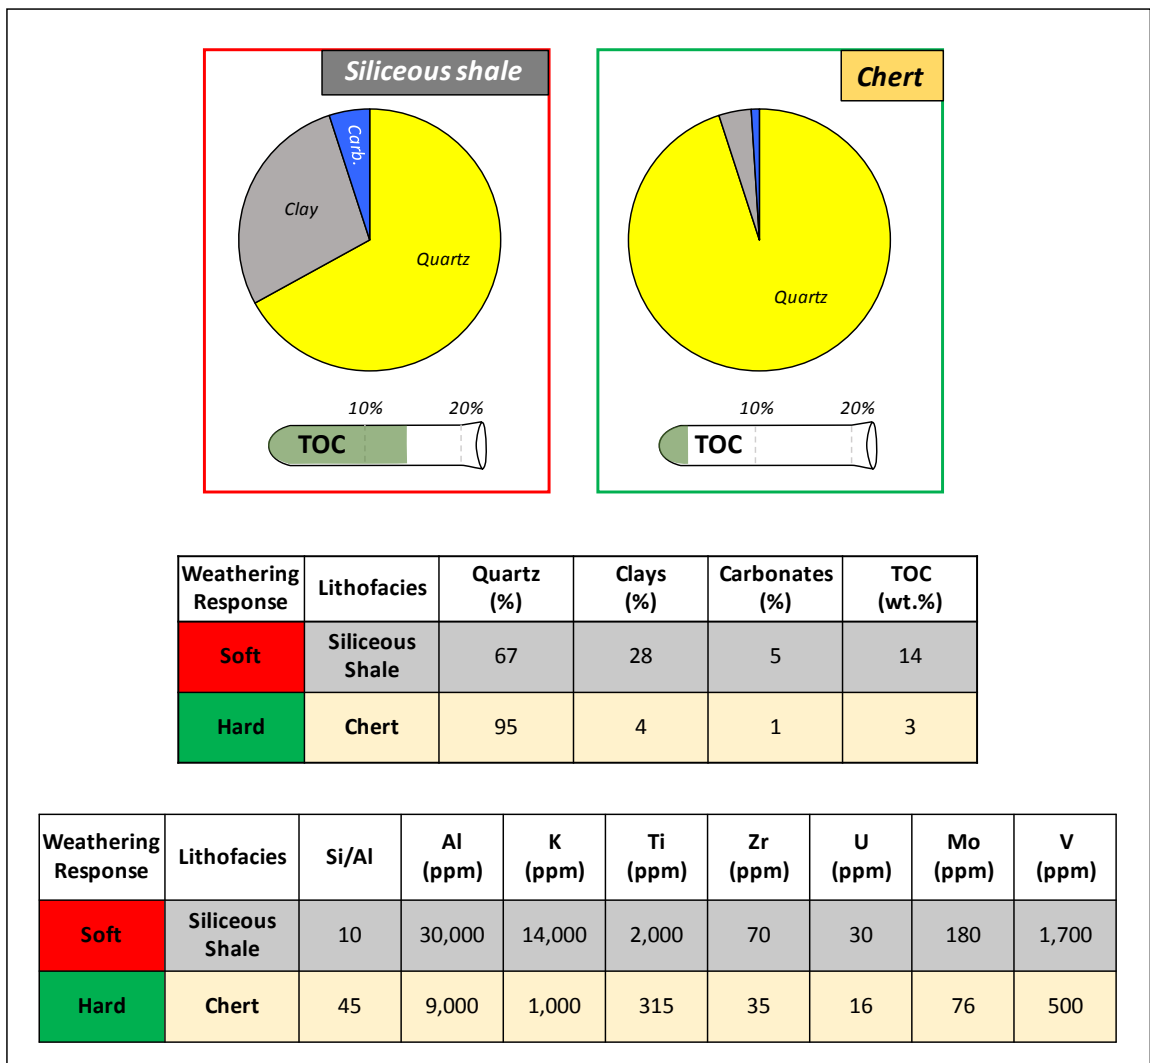 Siliceous shale
Carb.
Clay
Quartz
10% 20%
TOC
Chert
Quartz
10% 20%
TOC
Weathering Response Lithofacies Quartz (%) Clays (%) Carbonates (%) TOC (wt.%)
Soft Siliceous Shale 67 28 5 14
Hard Chert 95 4 1 3
Weathering Response Lithofacies Si/Al Al (ppm) K (ppm) Ti (ppm) Zr (ppm) U (ppm) Mo (ppm) V (ppm)
Soft Siliceous Shale 10 30,000 14,000 2,000 70 30 180 1,700
Hard Chert 45 9,000 1,000 315 35 16 76 500